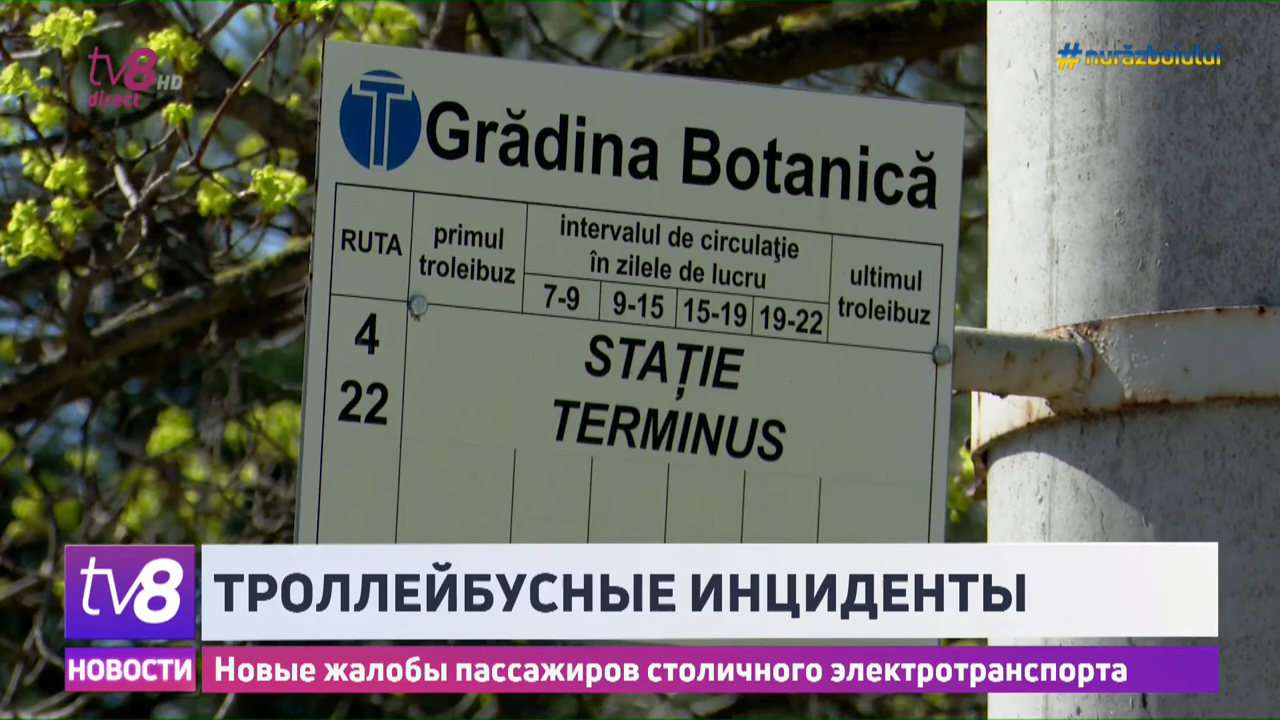 tv8 HD
direct
#nurăzboiului
T Grădina Botanică
RUTA
primul
troleibuz
intervalul de circulaţie
în zilele de lucru
7-9 9-15 15-19 19-22
ultimul
troleibuz
4
22
STAȚIE
TERMINUS
tv8
ТРОЛЛЕЙБУСНЫЕ ИНЦИДЕНТЫ
НОВОСТИ
Новые жалобы пассажиров столичного электротранспорта